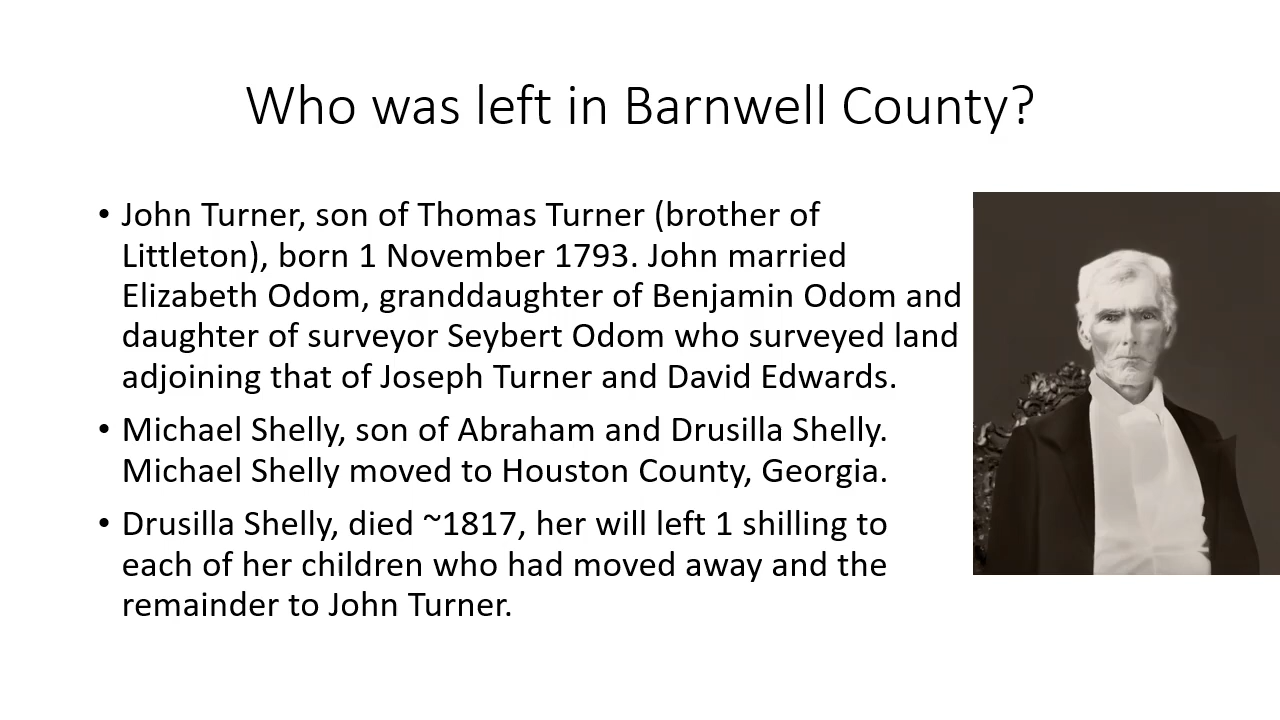 Who was left in Barnwell County?
• John Turner, son of Thomas Turner (brother of
Littleton), born 1 November 1793. John married
Elizabeth Odom, granddaughter of Benjamin Odom and
daughter of surveyor Seybert Odom who surveyed land
adjoining that of Joseph Turner and David Edwards.
• Michael Shelly, son of Abraham and Drusilla Shelly.
Michael Shelly moved to Houston County, Georgia.
• Drusilla Shelly, died ~1817, her will left 1 shilling to
each of her children who had moved away and the
remainder to John Turner.